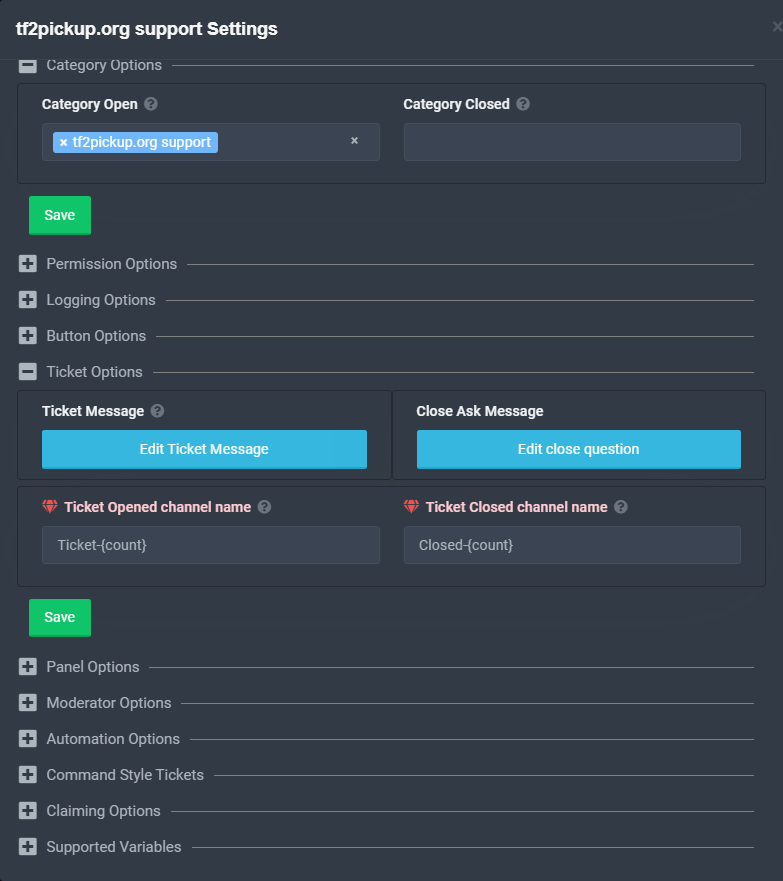 tf2pickup.org support Settings
Category Options
Category Open
Category Closed
× tf2pickup.org support ×
Save
Permission Options
Logging Options
Button Options
Ticket Options
Ticket Message
Close Ask Message
Edit Ticket Message
Edit close question
Ticket Opened channel name
Ticket Closed channel name
Ticket-{count}
Closed-{count}
Save
Panel Options
Moderator Options
Automation Options
Command Style Tickets
Claiming Options
Supported Variables